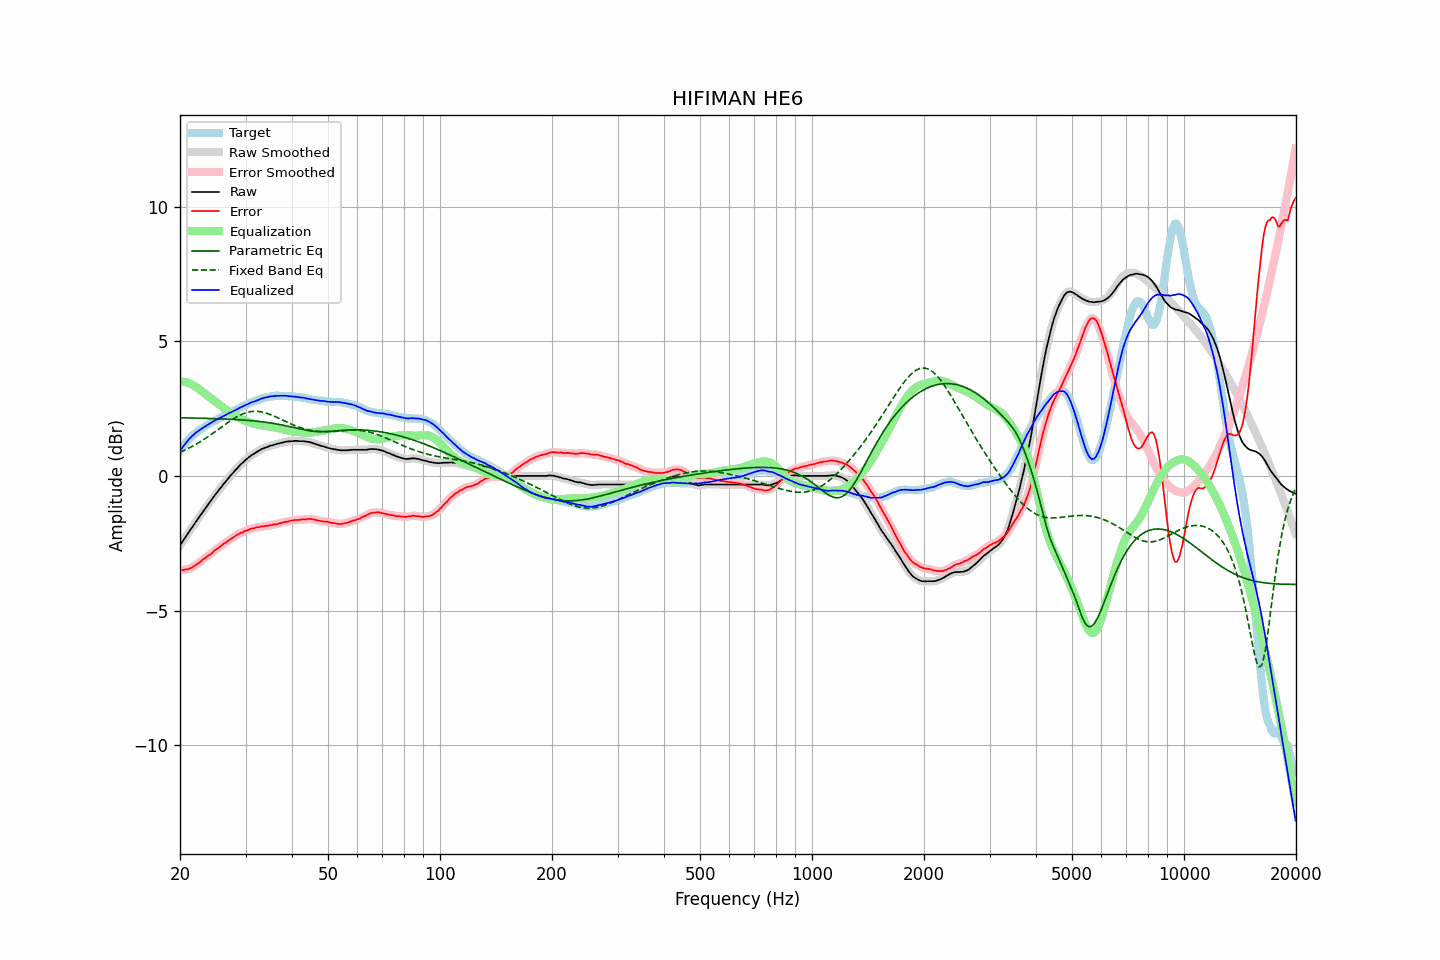 HIFIMAN HE6
Target
Raw Smoothed
Error Smoothed
Raw
Error
Equalization
Parametric Eq
Fixed Band Eq
Equalized
Amplitude (dBr)
10
5
0
−5
−10
20
50
100
200
500
1000
2000
5000
10000
20000
Frequency (Hz)